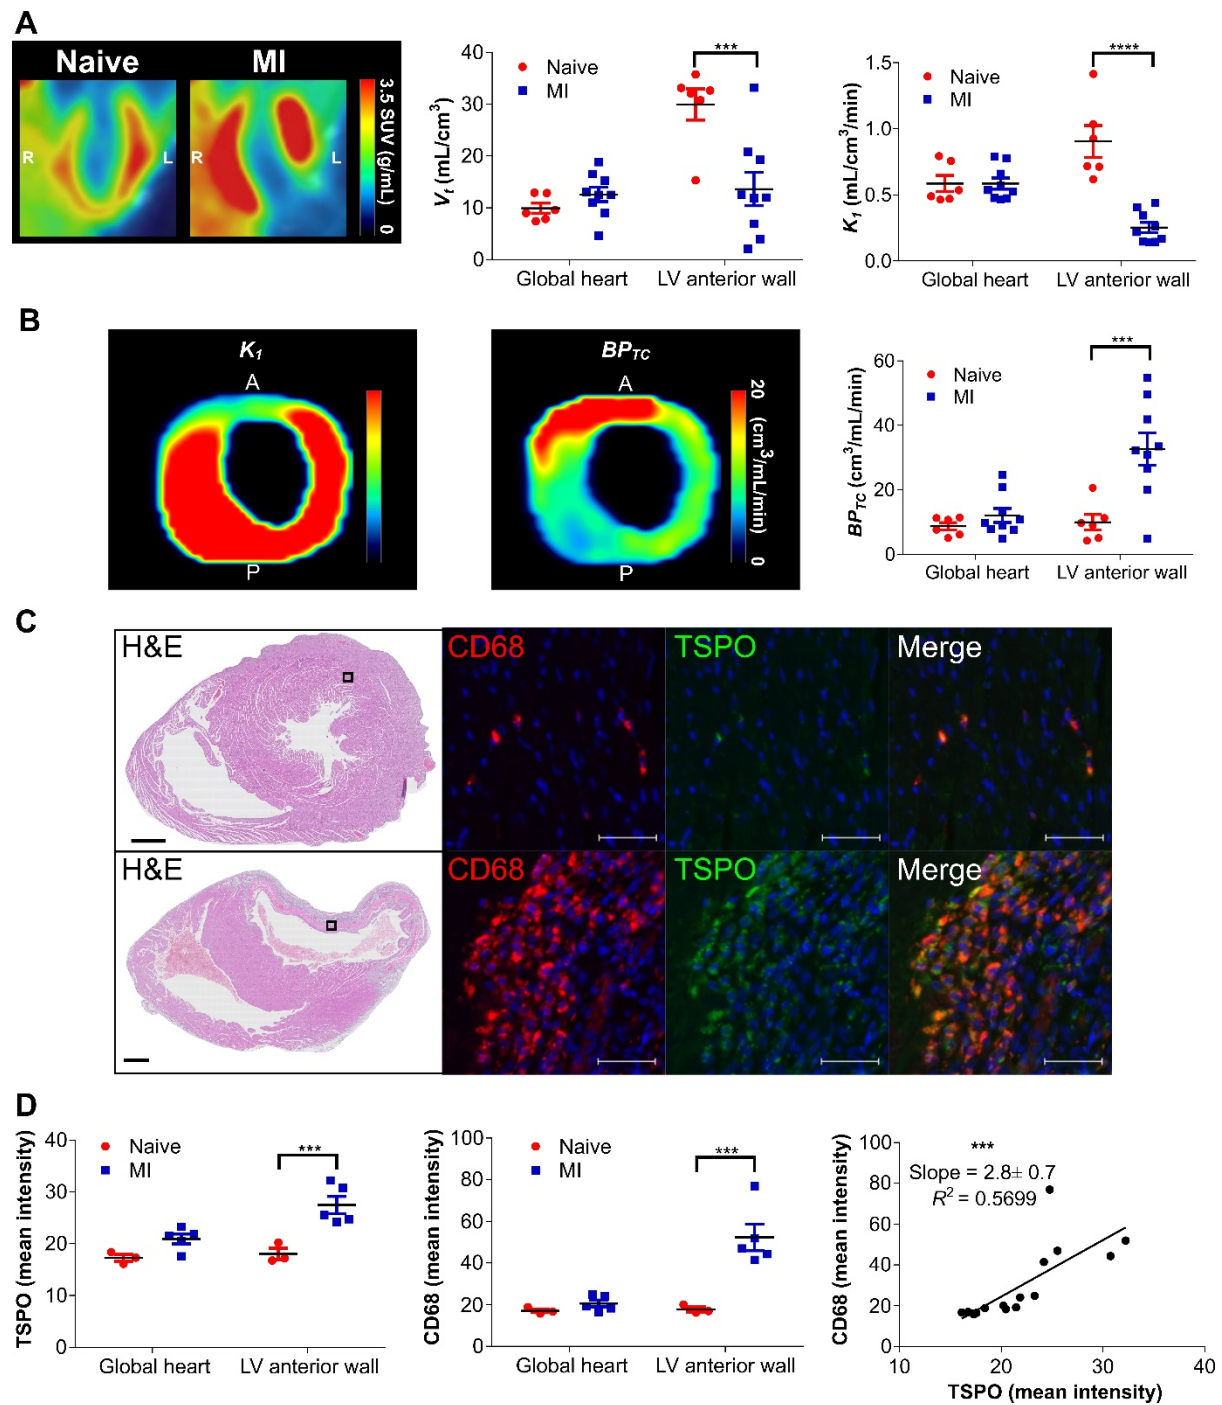 A
Naive
MI
R
L
R
L
3.5 SUV (g/mL) 0
Vt (mL/cm3)
40
30
20
10
0
Naive
MI
***
Global heart
LV anterior wall
K1 (mL/cm3/min)
1.5
1.0
0.5
0.0
Naive
MI
****
Global heart
LV anterior wall
B
K1
A
P
BPTC
A
P
20 (cm3/mL/min) 0
BPTC (cm3/mL/min)
60
40
20
0
Naive
MI
***
Global heart
LV anterior wall
C
H&E
CD68
TSPO
Merge
H&E
CD68
TSPO
Merge
D
TSPO (mean intensity)
40
30
20
10
0
Naive
MI
***
Global heart
LV anterior wall
CD68 (mean intensity)
100
80
60
40
20
0
Naive
MI
***
Global heart
LV anterior wall
CD68 (mean intensity)
100
80
60
40
20
0
***
Slope = 2.8± 0.7
R2 = 0.5699
10
20
30
40
TSPO (mean intensity)